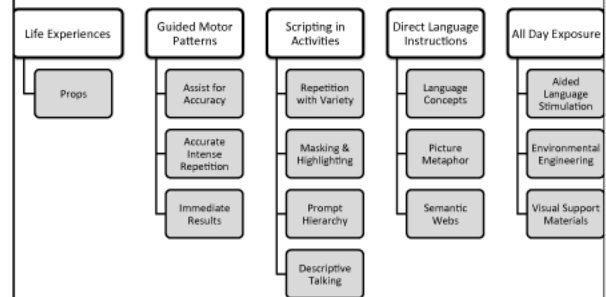 Life Experiences
Props
Guided Motor
Patterns
Assist for
Accuracy
Accurate
Intense
Repetition
Immediate
Results
Scripting in
Activities
Repetition
with Variety
Masking &
Highlighting
Prompt
Hierarchy
Descriptive
Talking
Direct Language
Instructions
Language
Concepts
Picture
Metaphor
Semantic
Webs
All Day Exposure
Aided
Language
Stimulation
Environmental
Engineering
Visual Support
Materials